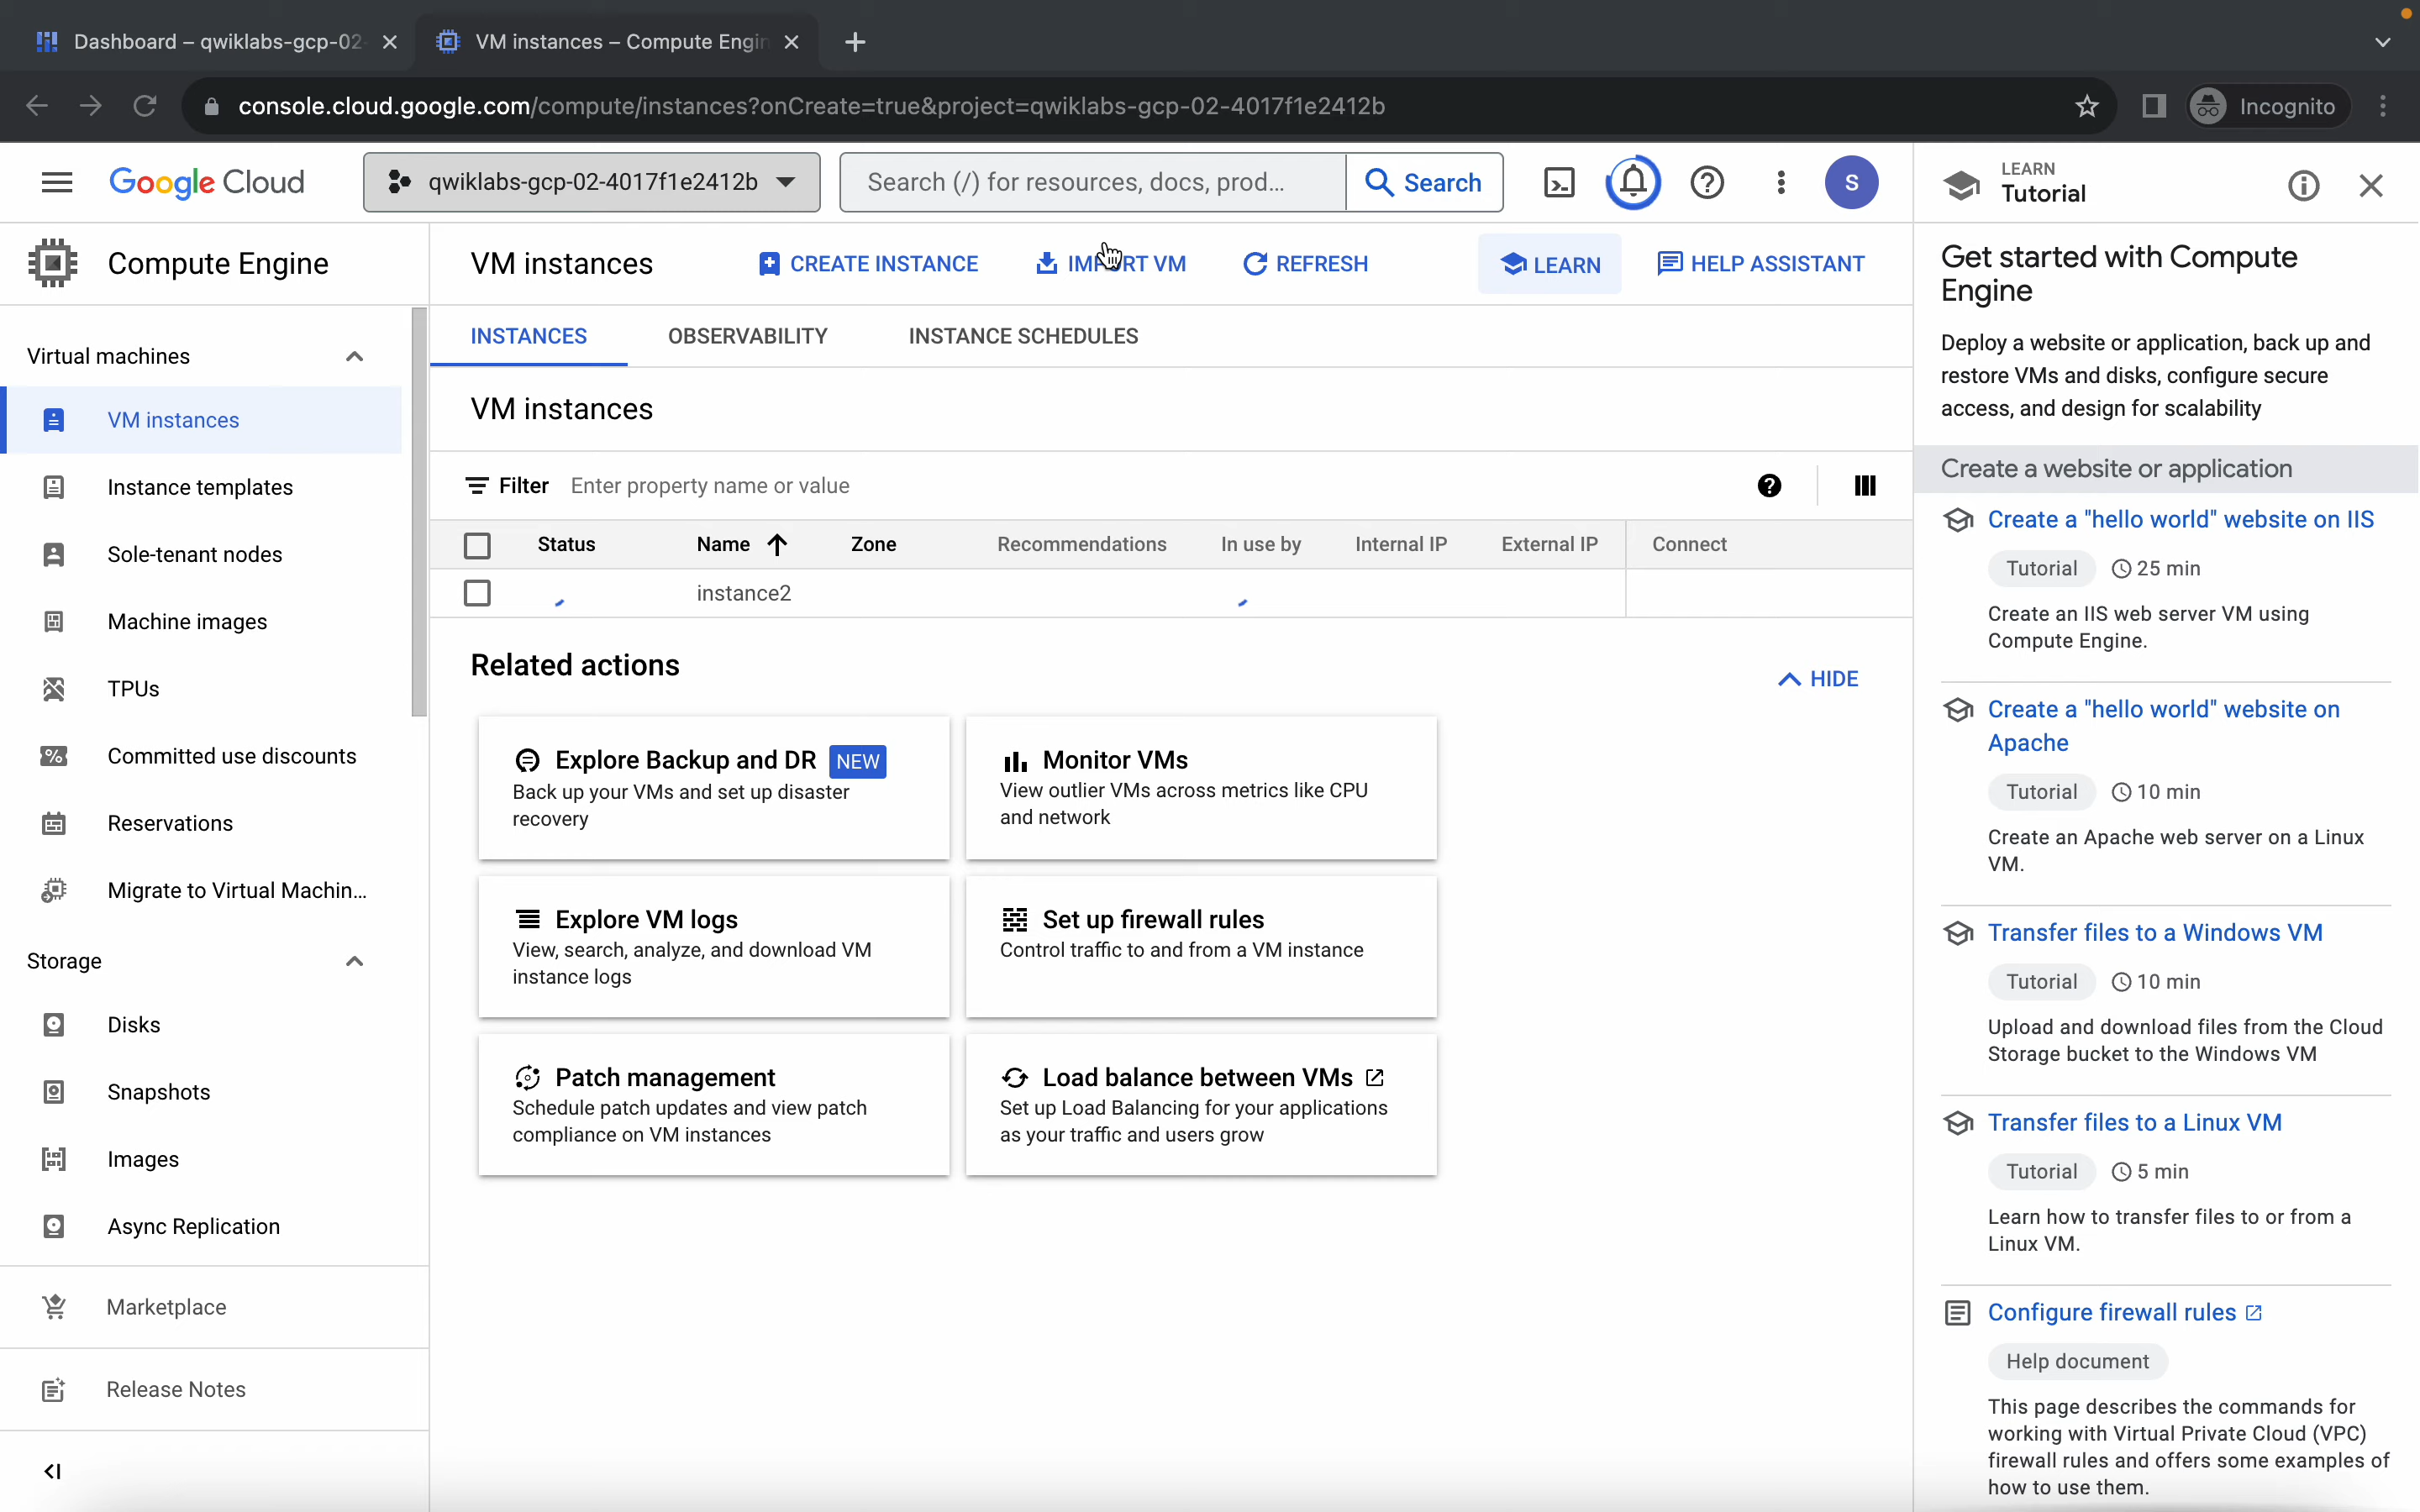 Dashboard – qwiklabs-gcp-02-
VM instances – Compute Engin
console.cloud.google.com/compute/instances?onCreate=true&project=qwiklabs-gcp-02-4017f1e2412b
Incognito
Google Cloud
qwiklabs-gcp-02-4017f1e2412b
Search (/) for resources, docs, prod...
Search
S
LEARN
Tutorial
Compute Engine
Virtual machines
VM instances
Instance templates
Sole-tenant nodes
Machine images
TPUs
Committed use discounts
Reservations
Migrate to Virtual Machin...
Storage
Disks
Snapshots
Images
Async Replication
Marketplace
Release Notes
VM instances
CREATE INSTANCE
VM
REFRESH
LEARN
HELP ASSISTANT
INSTANCES
OBSERVABILITY
INSTANCE SCHEDULES
VM instances
Filter Enter property name or value
Status Name Zone Recommendations In use by Internal IP External IP Connect
instance2
Related actions
HIDE
Explore Backup and DR NEW
Back up your VMs and set up disaster
recovery
Monitor VMs
View outlier VMs across metrics like CPU
and network
Explore VM logs
View, search, analyze, and download VM
instance logs
Set up firewall rules
Control traffic to and from a VM instance
Patch management
Schedule patch updates and view patch
compliance on VM instances
Load balance between VMs
Set up Load Balancing for your applications
as your traffic and users grow
Get started with Compute
Engine
Deploy a website or application, back up and
restore VMs and disks, configure secure
access, and design for scalability
Create a website or application
Create a "hello world" website on IIS
Tutorial 25 min
Create an IIS web server VM using
Compute Engine.
Create a "hello world" website on
Apache
Tutorial 10 min
Create an Apache web server on a Linux
VM.
Transfer files to a Windows VM
Tutorial 10 min
Upload and download files from the Cloud
Storage bucket to the Windows VM
Transfer files to a Linux VM
Tutorial 5 min
Learn how to transfer files to or from a
Linux VM.
Configure firewall rules
Help document
This page describes the commands for
working with Virtual Private Cloud (VPC)
firewall rules and offers some examples of
how to use them.